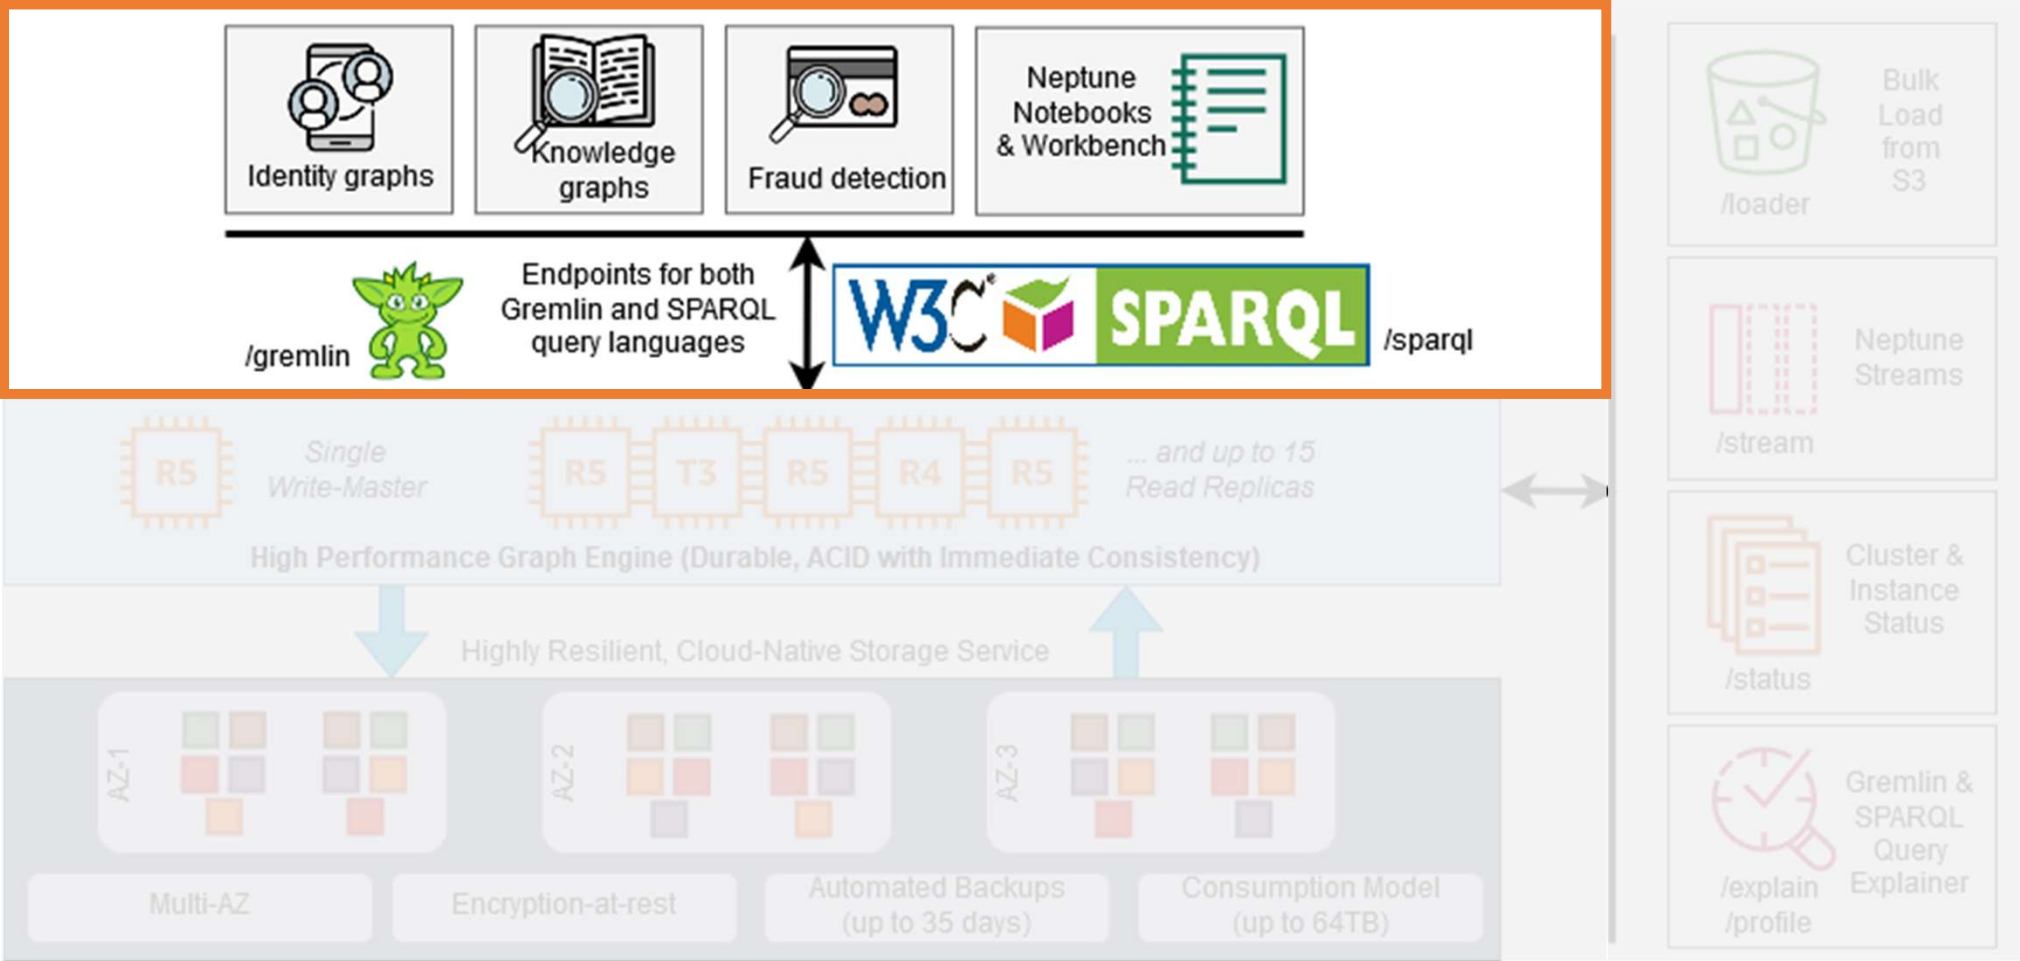 Identity graphs
Knowledge
graphs
Fraud detection
Neptune
Notebooks
& Workbench
/gremlin
Endpoints for both
Gremlin and SPARQL
query languages
W3C®
SPARQL
/sparql
R5
Single
Write-Master
R5
T3
R5
R4
R5
... and up to 15
Read Replicas
High Performance Graph Engine (Durable, ACID with Immediate Consistency)
Highly Resilient, Cloud-Native Storage Service
AZ-1
AZ-2
AZ-3
Multi-AZ
Encryption-at-rest
Automated Backups
(up to 35 days)
Consumption Model
(up to 64TB)
Bulk
Load
from
S3
/loader
Neptune
Streams
/stream
Cluster &
Instance
Status
/status
Gremlin &
SPARQL
Query
Explainer
/explain
/profile